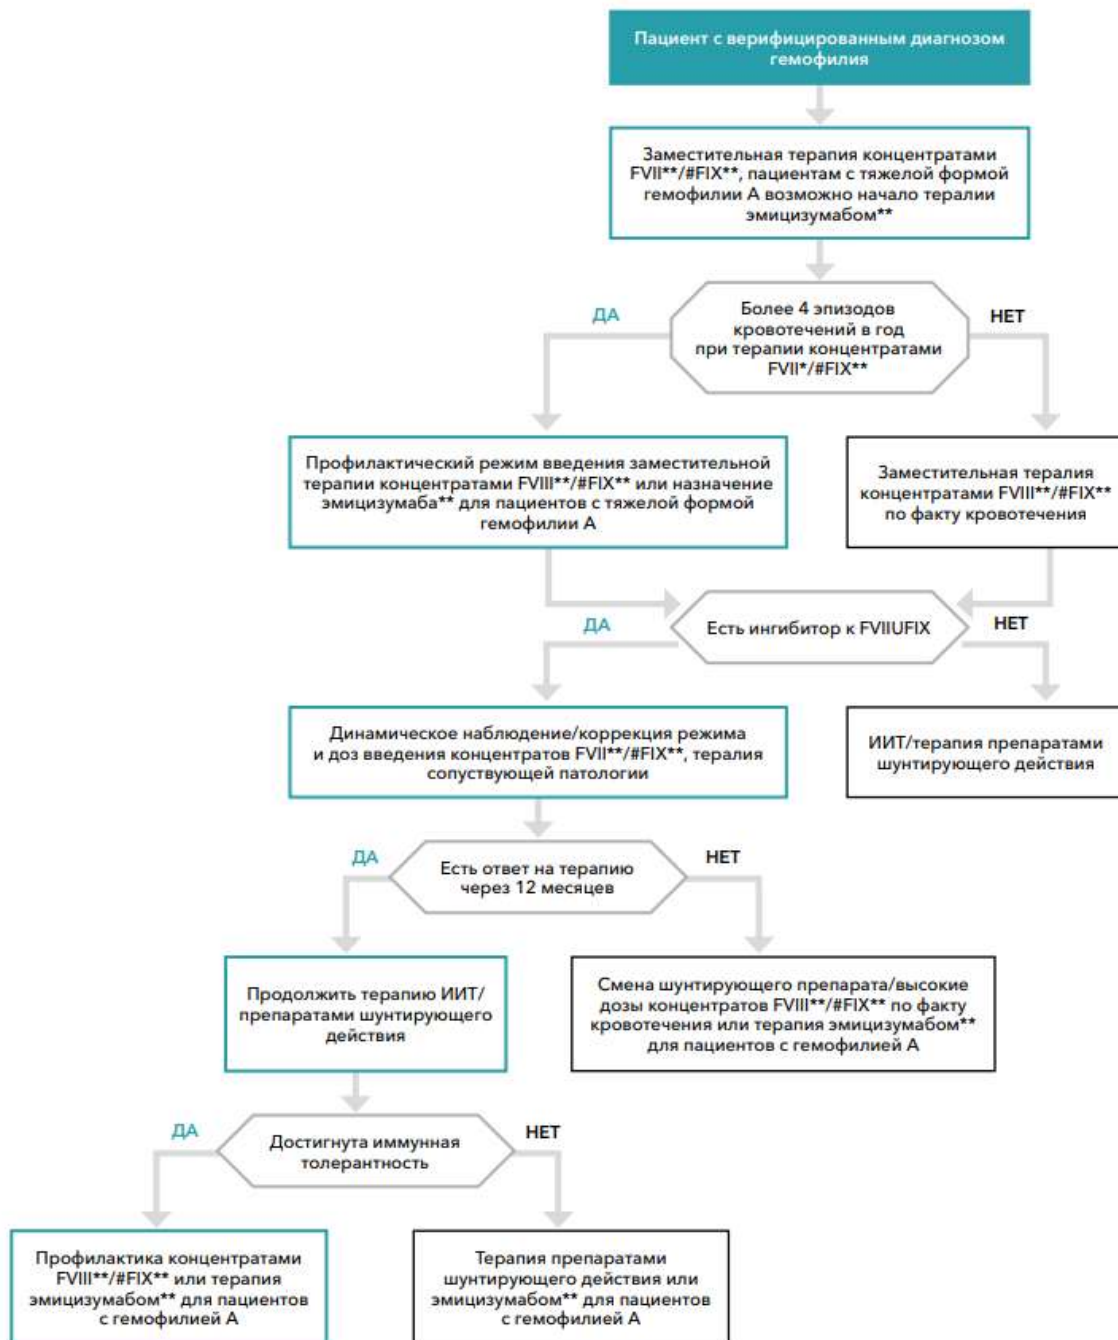 Пациент с верифицированным диагнозом
гемофилия
Заместительная терапия концентратами
FVII**/#FIX**, пациентам с тяжелой формой
гемофилии А возможно начало тералии
эмицизумабом**
Более 4 эпизодов
кровотечений в год
при терапии концентратами
FVII*/#FIX**
ДА
НЕТ
Профилактический режим введения заместительной
терапии концентратами FVIII**/#FIX** или назначение
эмицизумаба** для пациентов с тяжелой формой
гемофилии А
Заместительная тералия
концентратами FVIII**/#FIX**
по факту кровотечения
Есть ингибитор к FVIIUFIX
ДА
НЕТ
Динамическое наблюдение/коррекция режима
и доз введения концентратов FVII**/#FIX**, тералия
сопуствующей патологии
ИИТ/терапия препаратами
шунтирующего действия
Есть ответ на терапию
через 12 месяцев
ДА
НЕТ
Продолжить терапию ИИТ/
препаратами шунтирующего
действия
Смена шунтирующего препарата/высокие
дозы концентратов FVIII**/#FIX** по факту
кровотечения или терапия эмицизумабом**
для пациентов с гемофилией А
Достигнута иммунная
толерантность
ДА
НЕТ
Профилактика концентратами
FVIII**/#FIX** или терапия
эмицизумабом** для пациентов
с гемофилией А
Терапия препаратами
шунтирующего действия или
эмицизумабом** для пациентов
с гемофилией А